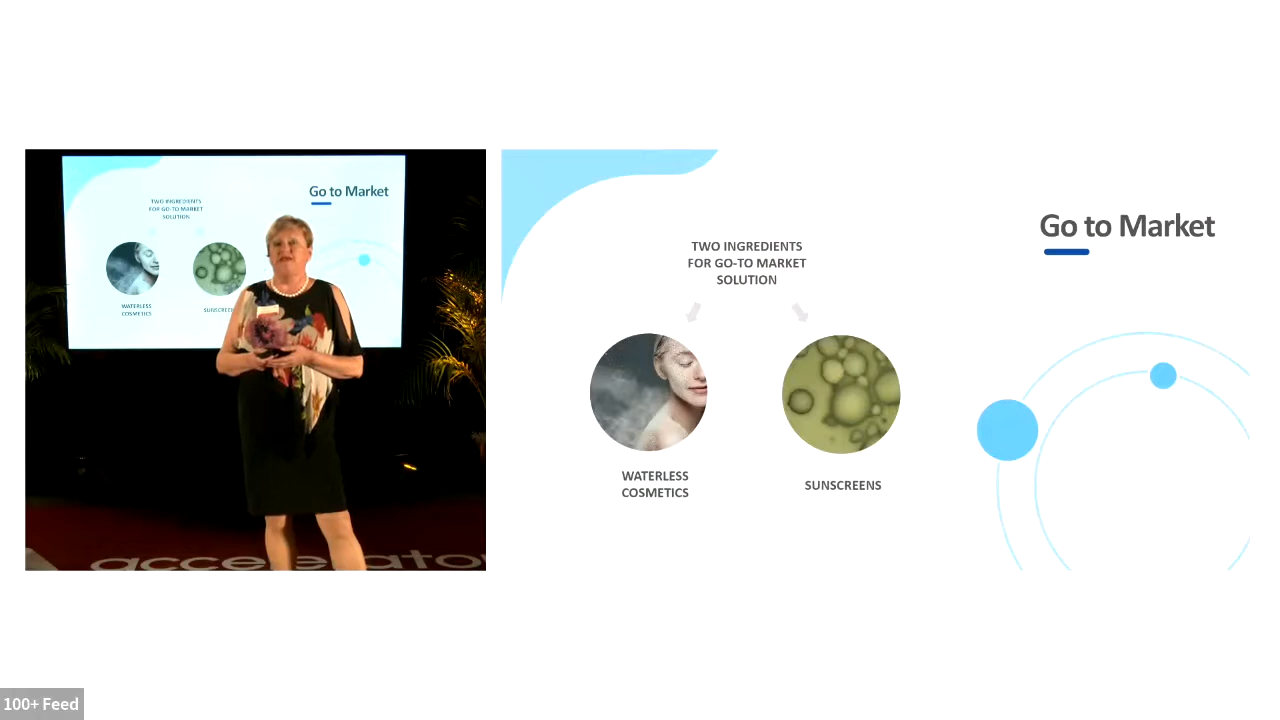 Go to Market
TWO INGREDIENTS
FOR GO-TO MARKET
SOLUTION
WATERLESS
COSMETICS
SUNSCREENS
accelerato
Go to Market
TWO INGREDIENTS
FOR GO-TO MARKET
SOLUTION
WATERLESS
COSMETICS
SUNSCREENS
100+ Feed